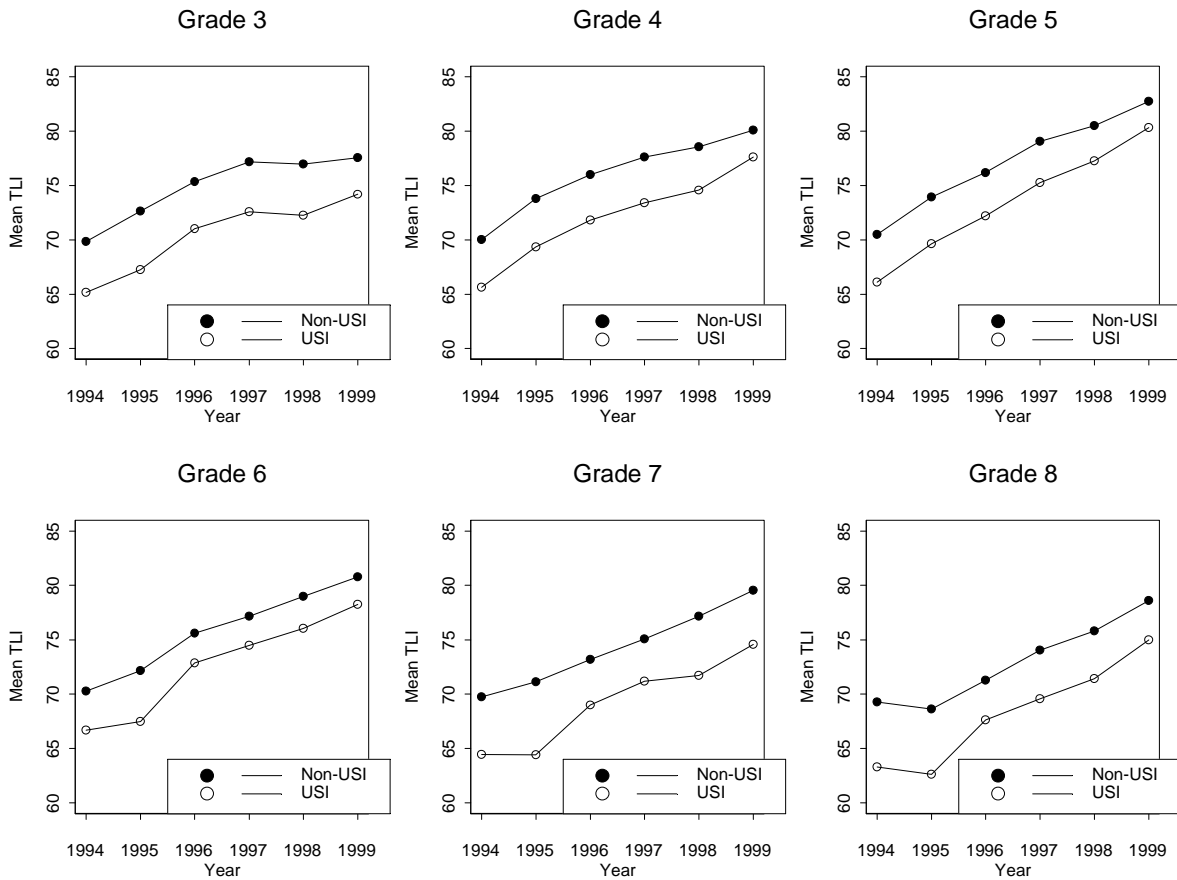 Grade 3
Mean TLI
60 65 70 75 80 85
Non-USI
USI
1994 1995 1996 1997 1998 1999
Year
Grade 4
Mean TLI
60 65 70 75 80 85
Non-USI
USI
1994 1995 1996 1997 1998 1999
Year
Grade 5
Mean TLI
60 65 70 75 80 85
Non-USI
USI
1994 1995 1996 1997 1998 1999
Year
Grade 6
Mean TLI
60 65 70 75 80 85
Non-USI
USI
1994 1995 1996 1997 1998 1999
Year
Grade 7
Mean TLI
60 65 70 75 80 85
Non-USI
USI
1994 1995 1996 1997 1998 1999
Year
Grade 8
Mean TLI
60 65 70 75 80 85
Non-USI
USI
1994 1995 1996 1997 1998 1999
Year